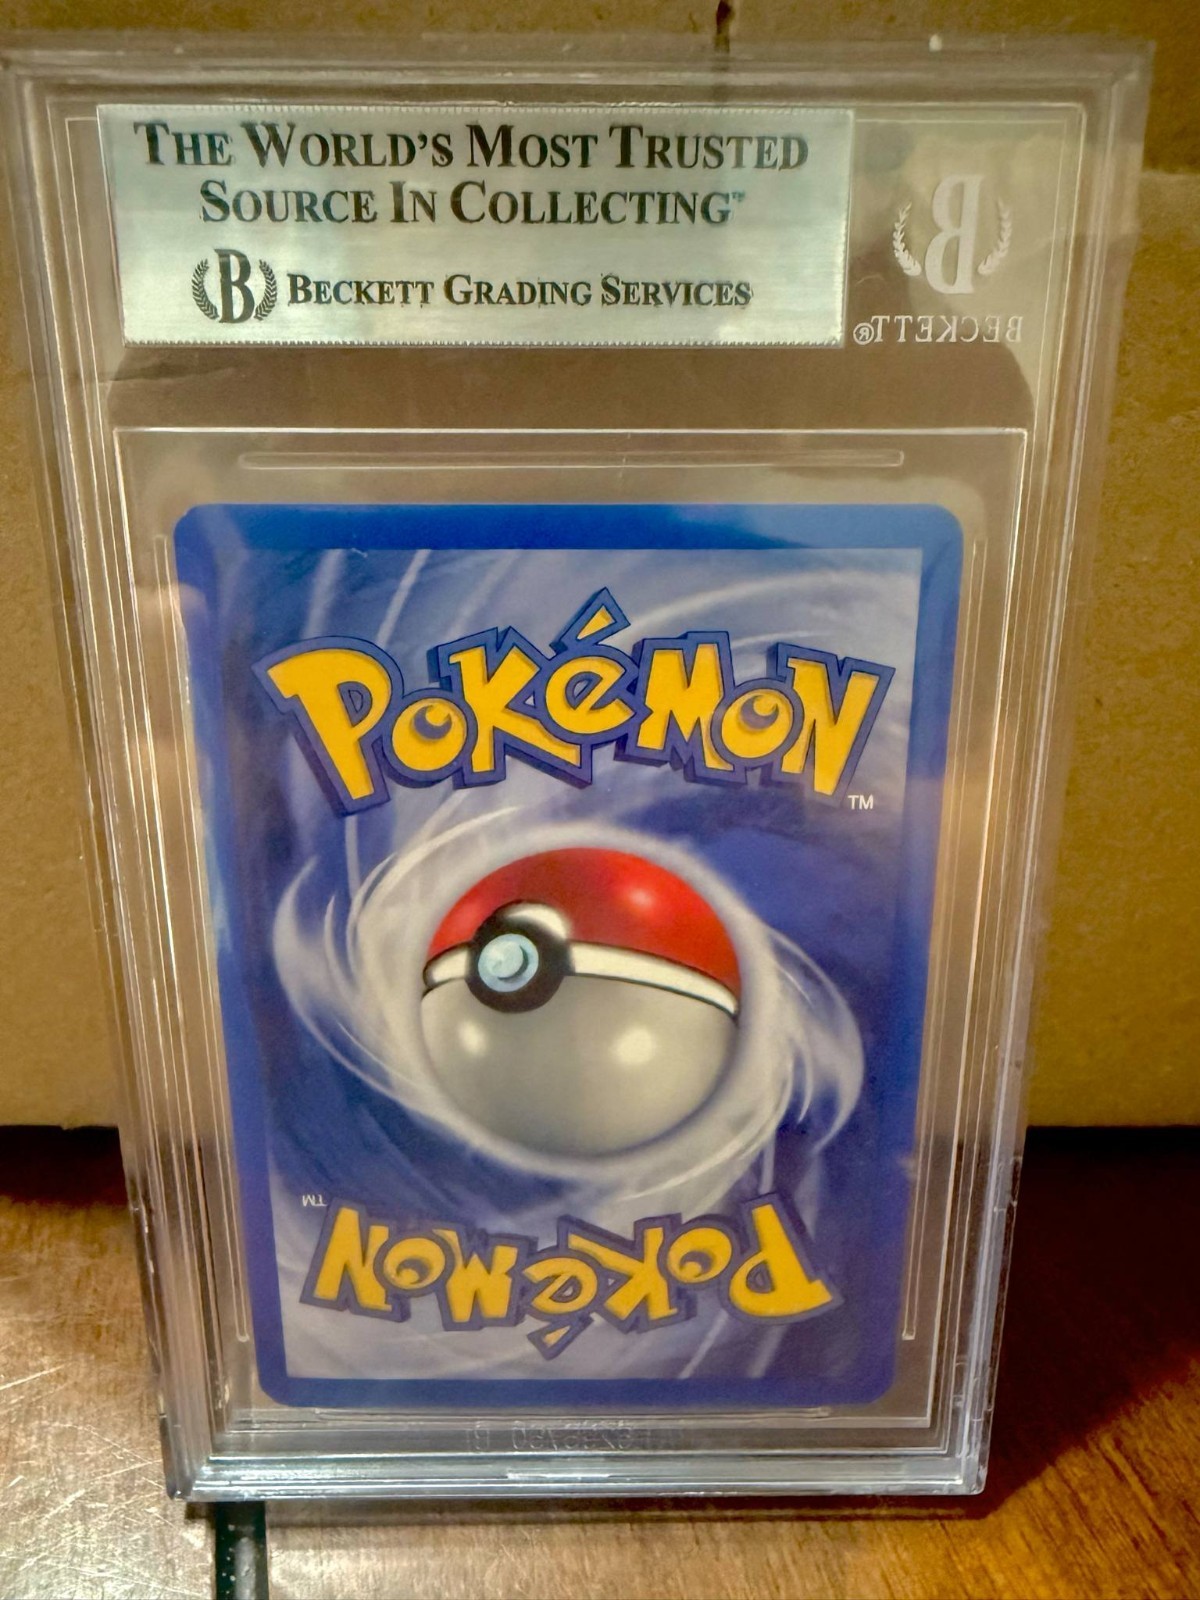 THE WORLD'S MOST TRUSTED
SOURCE IN COLLECTING™
B BECKETT GRADING SERVICES
B
BECKETT®
POKéMON
TM
TM
POKéMON